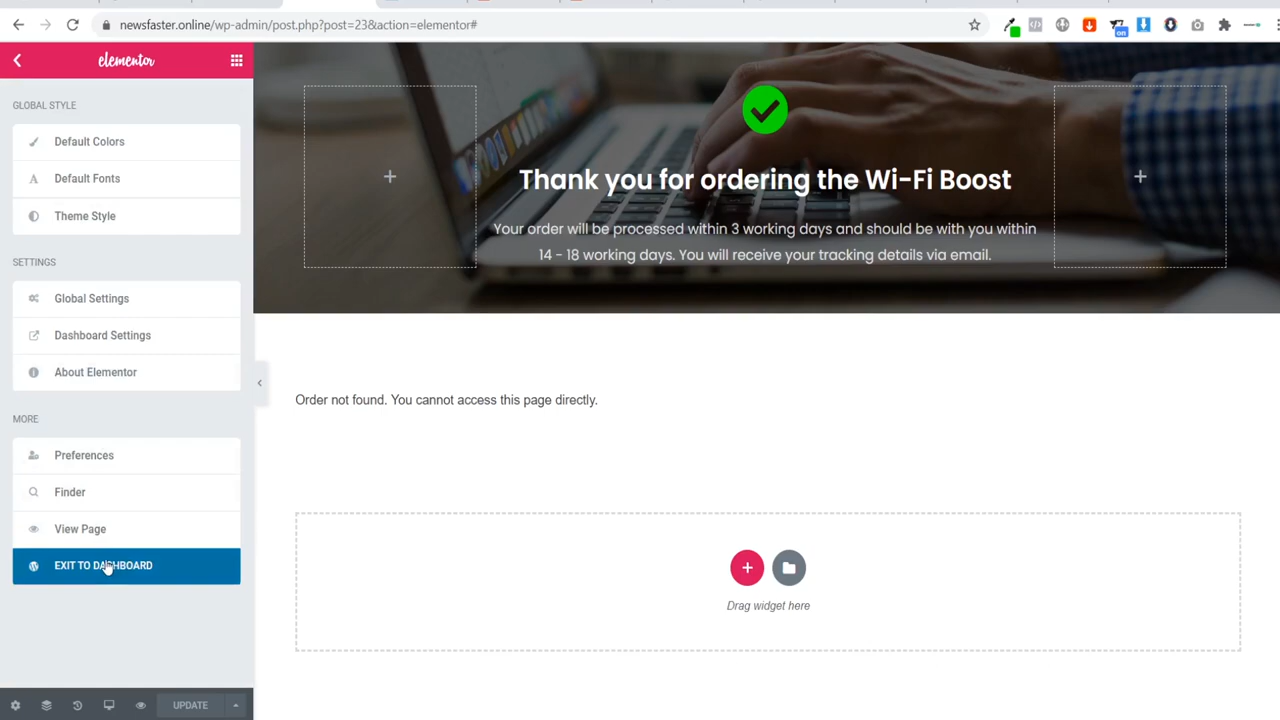 newsfaster.online/wp-admin/post.php?post=23&action=elementor#
on
elementor
GLOBAL STYLE
Default Colors
Default Fonts
Theme Style
SETTINGS
Global Settings
Dashboard Settings
About Elementor
MORE
Preferences
Finder
View Page
EXIT TO DASHBOARD
UPDATE
Thank you for ordering the Wi-Fi Boost
Your order will be processed within 3 working days and should be with you within
14 - 18 working days. You will receive your tracking details via email.
Order not found. You cannot access this page directly.
Drag widget here